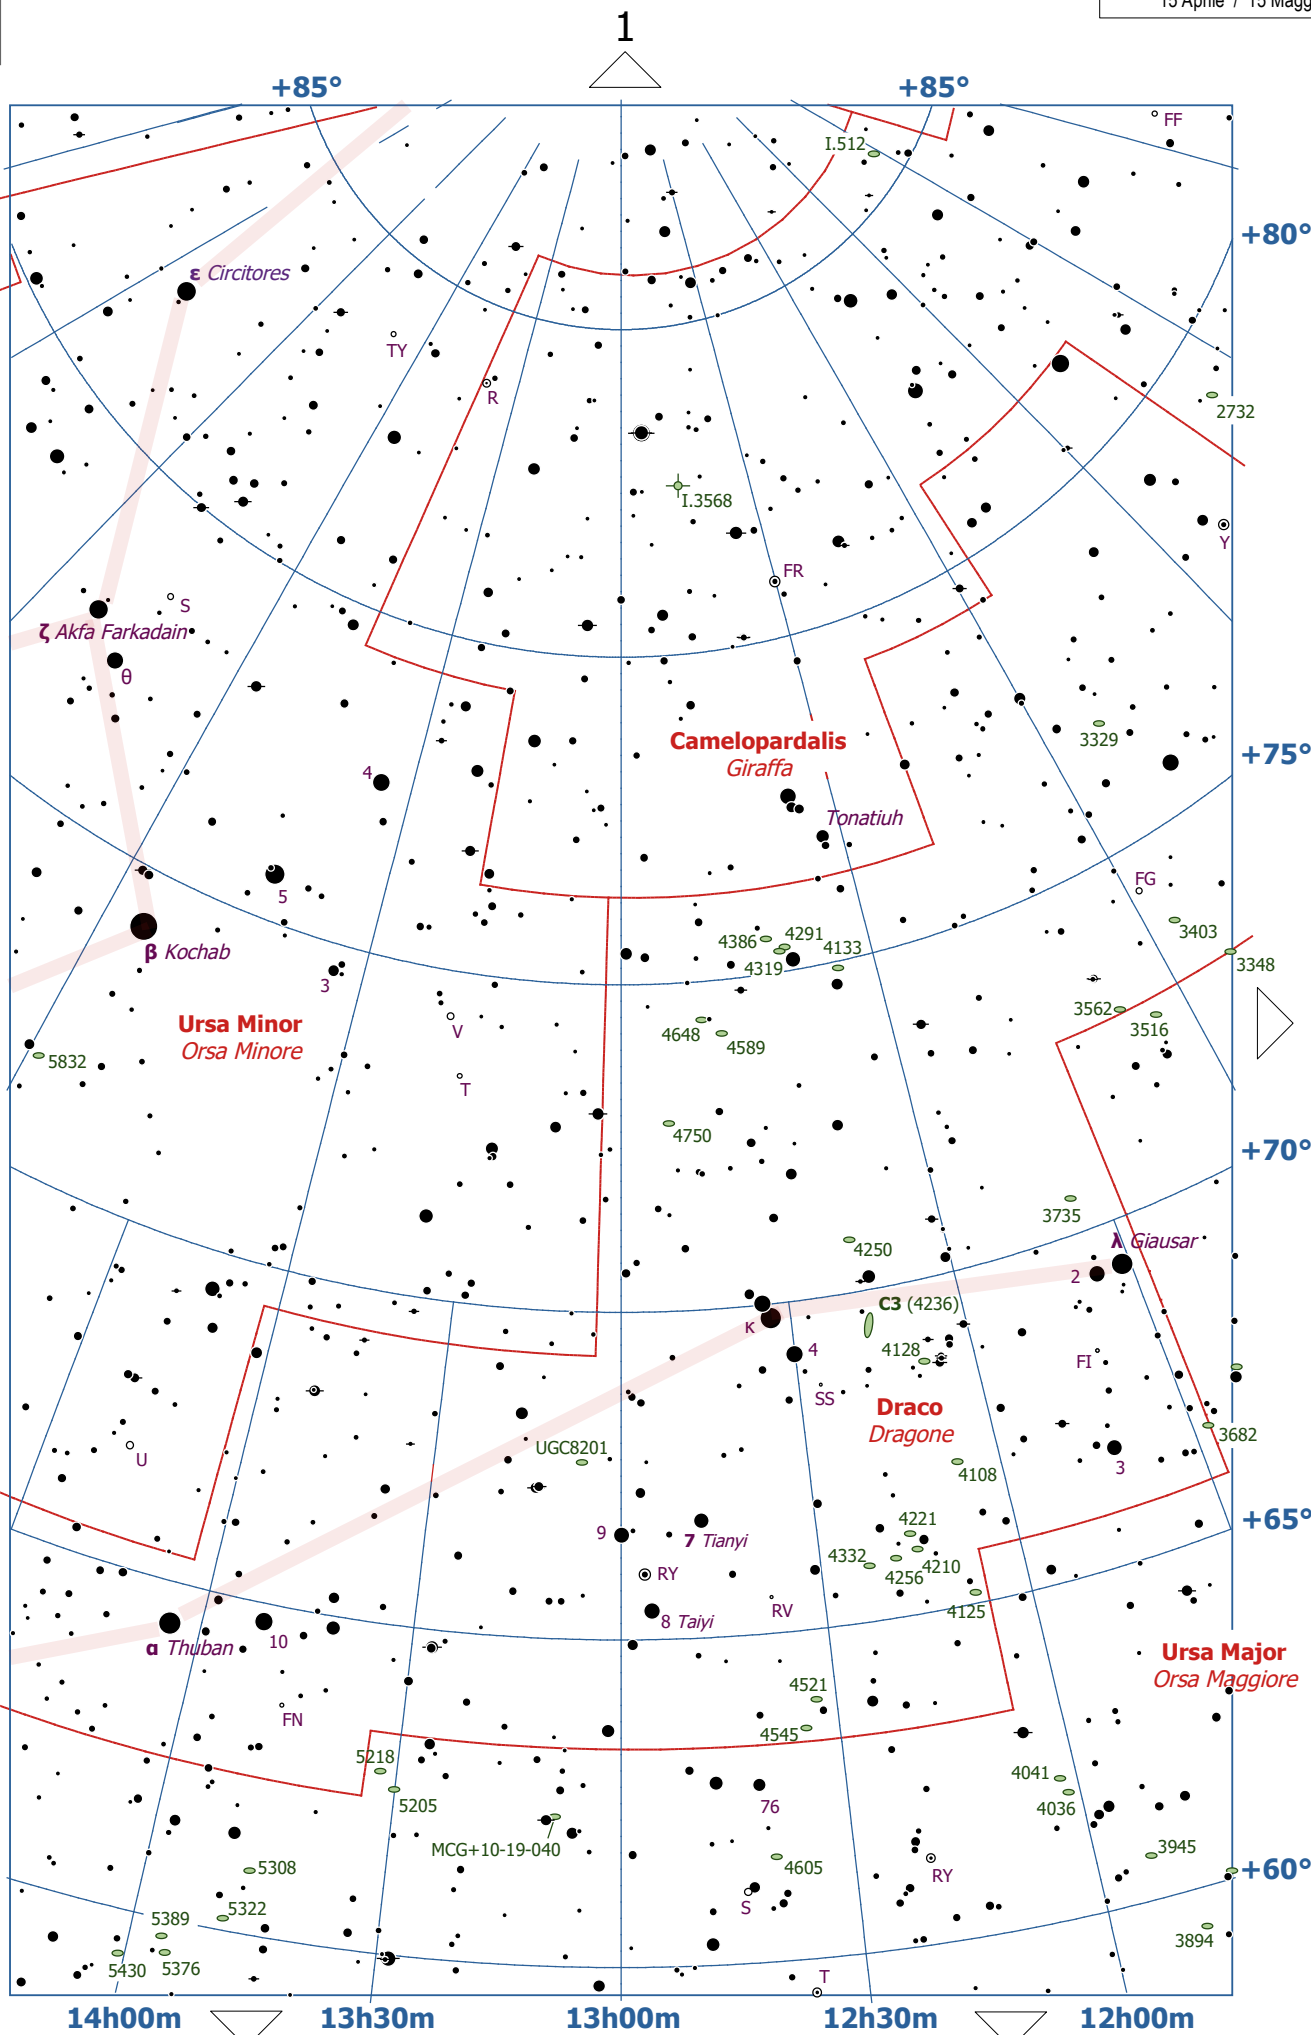 15 Aprile / 15 Magg
1
+85°
+85°
FF
I.512
+80°
ε Circitores
TY
R
2732
I.3568
Y
FR
S
ζ Akfa Farkadain
θ
3329
Camelopardalis
Giraffa
+75°
4
Tonatiuh
5
FG
3403
4386
4291
4133
4319
β Kochab
3348
3
3562
3516
Ursa Minor
Orsa Minore
V
4648
4589
5832
T
4750
+70°
3735
λ Giausar
4250
2
C3 (4236)
κ
4
4128
FI
SS
Draco
Dragone
U
UGC8201
3682
4108
3
+65°
4221
9
7 Tianyi
4332
4210
4256
RY
RV
4125
8 Taiyi
10
α Thuban
Ursa Major
Orsa Maggiore
FN
4521
4545
5218
5205
4041
4036
76
MCG+10-19-040
3945
5308
4605
RY
+60°
S
5322
5389
3894
5430
5376
T
14h00m
13h30m
13h00m
12h30m
12h00m